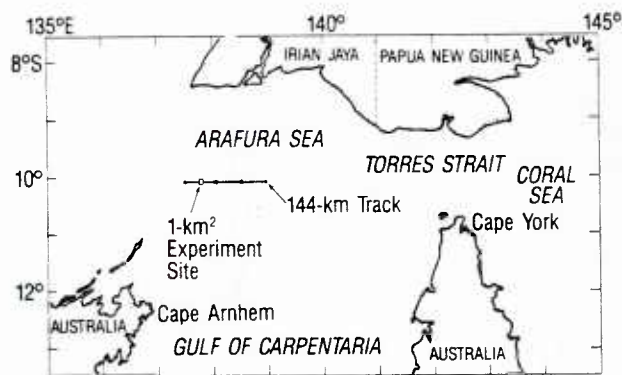 135°E
140°
145°
IRIAN JAYA
PAPUA NEW GUINEA
8°S
ARAFURA SEA
TORRES STRAIT
CORAL
SEA
10°
144-km Track
1-km²
Experiment
Site
Cape York
12°
AUSTRALIA
Cape Arnhem
GULF OF CARPENTARIA
AUSTRALIA